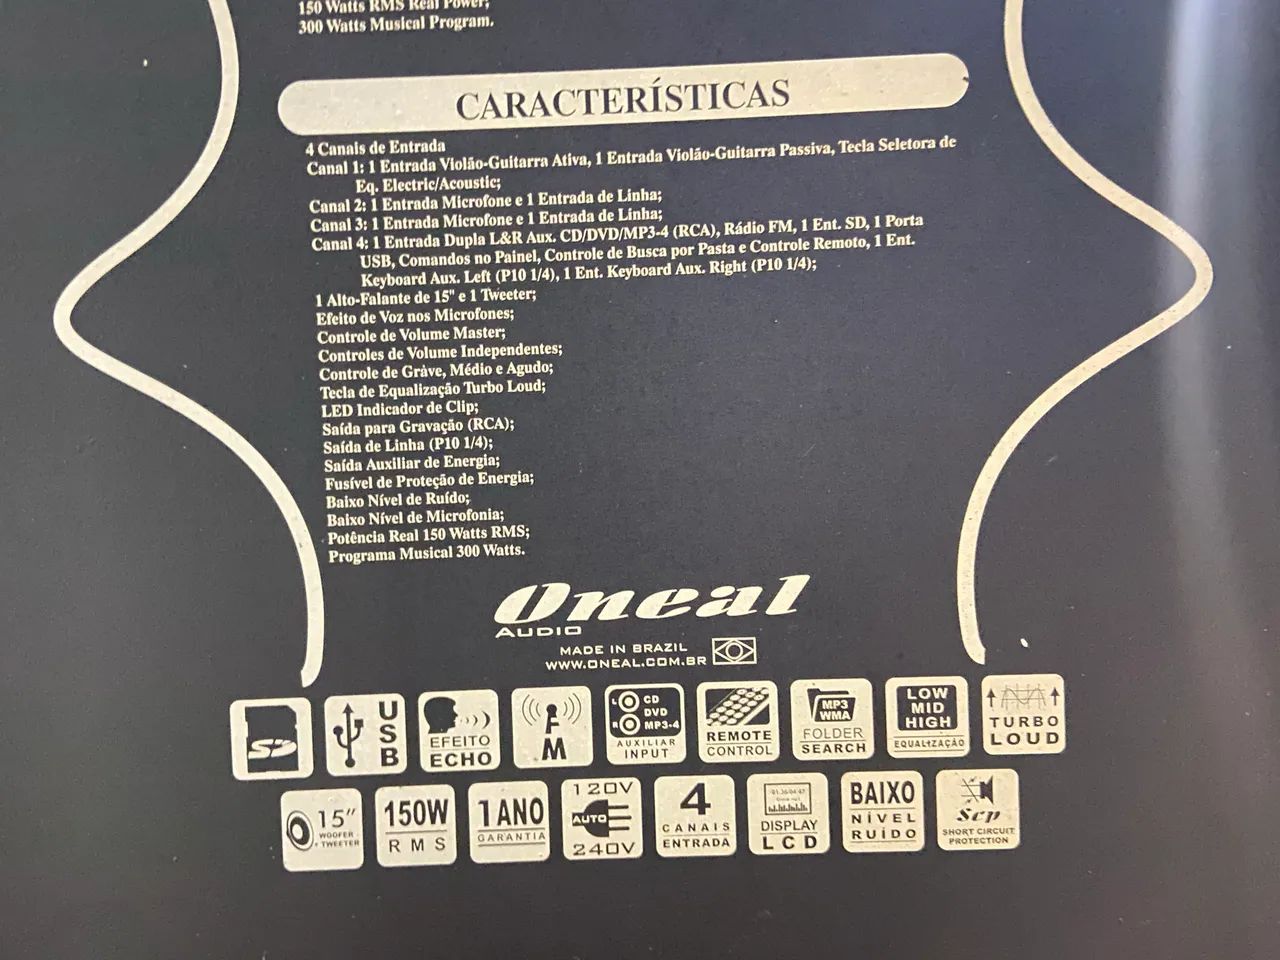 150 Watts RMS Real Power;
300 Watts Musical Program.
CARACTERÍSTICAS
4 Canais de Entrada
Canal 1: 1 Entrada Violão-Guitarra Ativa, 1 Entrada Violão-Guitarra Passiva, Tecla Seletora de
Eq. Electric/Acoustic;
Canal 2: 1 Entrada Microfone e 1 Entrada de Linha;
Canal 3: 1 Entrada Microfone e 1 Entrada de Linha;
Canal 4: 1 Entrada Dupla L&R Aux. CD/DVD/MP3-4 (RCA), Rádio FM, 1 Ent. SD, 1 Porta
USB, Comandos no Painel, Controle de Busca por Pasta e Controle Remoto, 1 Ent.
Keyboard Aux. Left (P10 1/4), 1 Ent. Keyboard Aux. Right (P10 1/4);
1 Alto-Falante de 15" e 1 Tweeter;
Efeito de Voz nos Microfones;
Controle de Volume Master;
Controles de Volume Independentes;
Controle de Grave, Médio e Agudo;
Tecla de Equalização Turbo Loud;
LED Indicador de Clip;
Saída para Gravação (RCA);
Saída de Linha (P10 1/4);
Saída Auxiliar de Energia;
Fusível de Proteção de Energia;
Baixo Nível de Ruído;
Baixo Nível de Microfonia;
Potência Real 150 Watts RMS;
Programa Musical 300 Watts.
Oneal
AUDIO
MADE IN BRAZIL
WWW.ONEAL.COM.BR
SD
USB
EFEITO
ECHO
FM
L CD
DVD
R MP3-4
AUXILIAR
INPUT
REMOTE
CONTROL
MP3
WMA
FOLDER
SEARCH
LOW
MID
HIGH
EQUALIZAÇÃO
TURBO
LOUD
15"
WOOFER
+ TWEETER
150W
RMS
1 ANO
GARANTIA
120V
AUTO
240V
4
CANAIS
ENTRADA
DISPLAY
LCD
BAIXO
NÍVEL
RUÍDO
Scp
SHORT CIRCUIT
PROTECTION